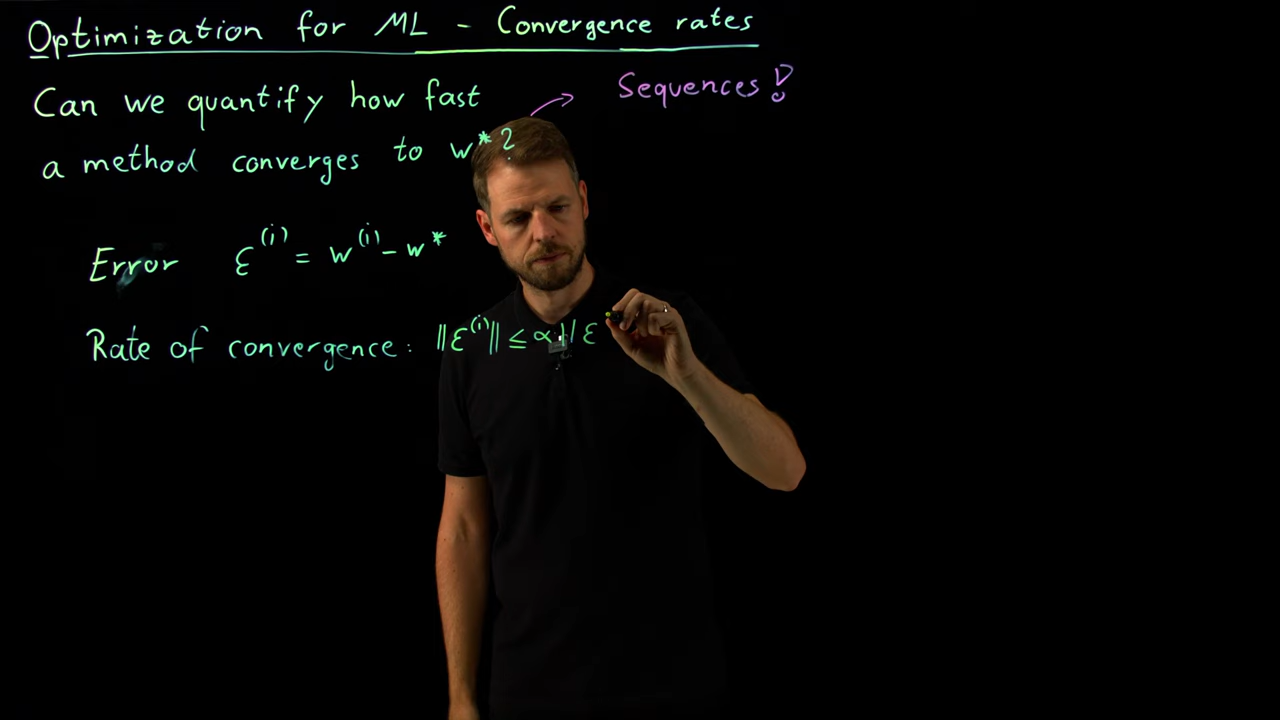 Optimization for ML - Convergence rates
Can we quantify how fast
Sequences!
a method converges to w*?
Error ε^(i) = w^(i) - w*
Rate of convergence: ||ε^(i)|| ≤ α || ε